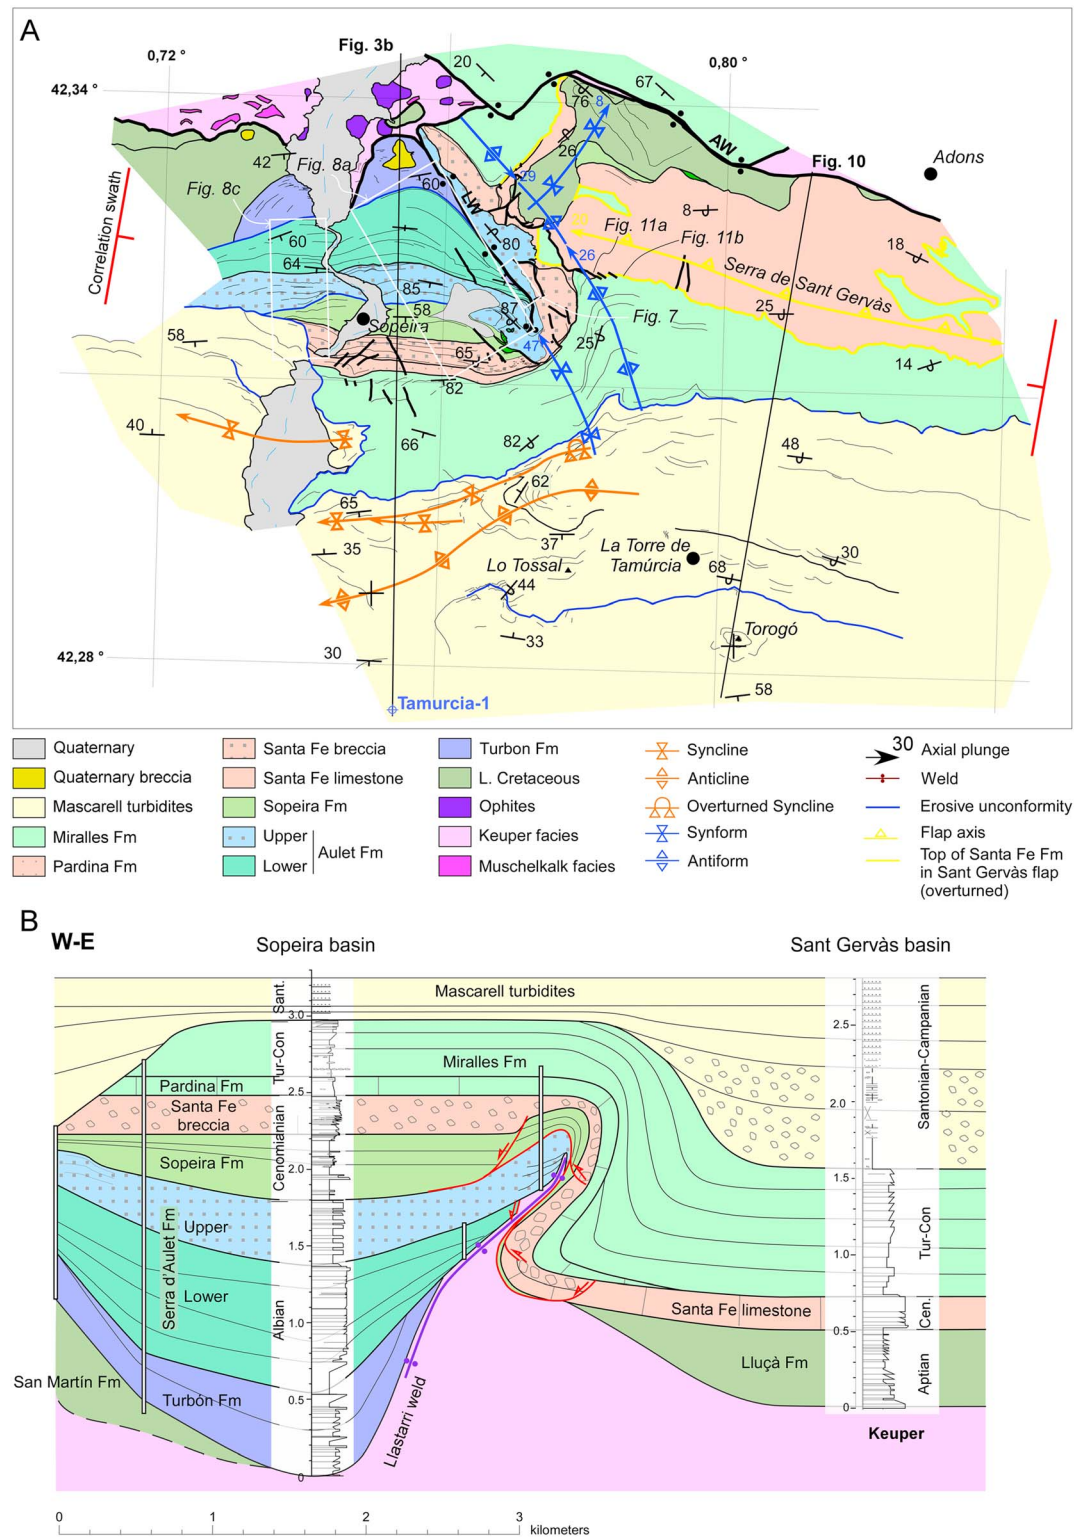 A
Fig. 3b
0,72 °
0,80 °
42,34 °
20
67
76
8
AW
Fig. 10
Adons
26
42
Fig. 8a
29
60
LW
Fig. 8c
Correlation swath
8
20
Fig. 11a
Fig. 11b
18
60
80
64
26
Serra de Sant Gervàs
85
58
87
25
Sopeira
Fig. 7
58
47
25
65
14
82
40
66
82
48
62
65
35
37
La Torre de
Tamúrcia
30
Lo Tossal
68
44
Torogó
33
42,28 °
30
58
Tamurcia-1
Quaternary
Quaternary breccia
Mascarell turbidites
Miralles Fm
Pardina Fm
Santa Fe breccia
Santa Fe limestone
Sopeira Fm
Upper
Lower
Aulet Fm
Turbon Fm
L. Cretaceous
Ophites
Keuper facies
Muschelkalk facies
Syncline
Anticline
Overturned Syncline
Synform
Antiform
30 Axial plunge
Weld
Erosive unconformity
Flap axis
Top of Santa Fe Fm
in Sant Gervàs flap
(overturned)
B
W-E
Sopeira basin
Sant Gervàs basin
Mascarell turbidites
Sant.
3.0
2.5
Santonian-Campanian
Tur-Con
Miralles Fm
Pardina Fm
2.5
Santa Fe
breccia
2.0
Cenomanian
Sopeira Fm
2.0
1.5
Upper
Serra d'Aulet Fm
1.5
Tur-Con
1.0
Lower
Albian
1.0
Santa Fe limestone
Cen.
0.5
Lluçà Fm
Aptian
San Martín Fm
Turbón Fm
0.5
0
Llastarri weld
Keuper
0
0
1
2
3
kilometers